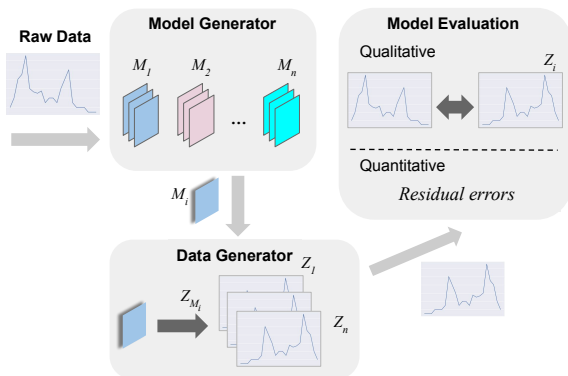 Raw Data
Model Generator
M1 M2 Mn
...
Mi
Data Generator
ZMi
Z1
Zn
Model Evaluation
Qualitative
Zi
Quantitative
Residual errors